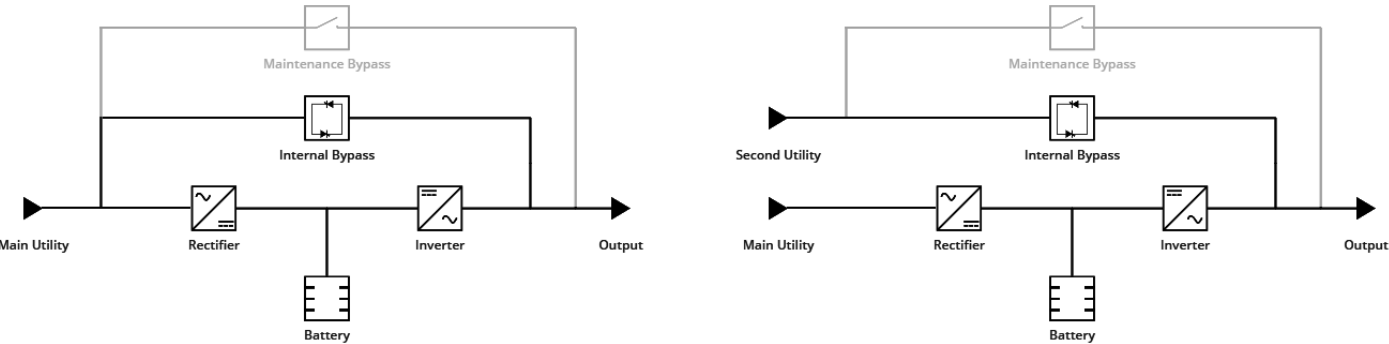 Maintenance Bypass
Internal Bypass
Main Utility
Rectifier
Inverter
Output
Battery
Maintenance Bypass
Second Utility
Internal Bypass
Main Utility
Rectifier
Inverter
Output
Battery